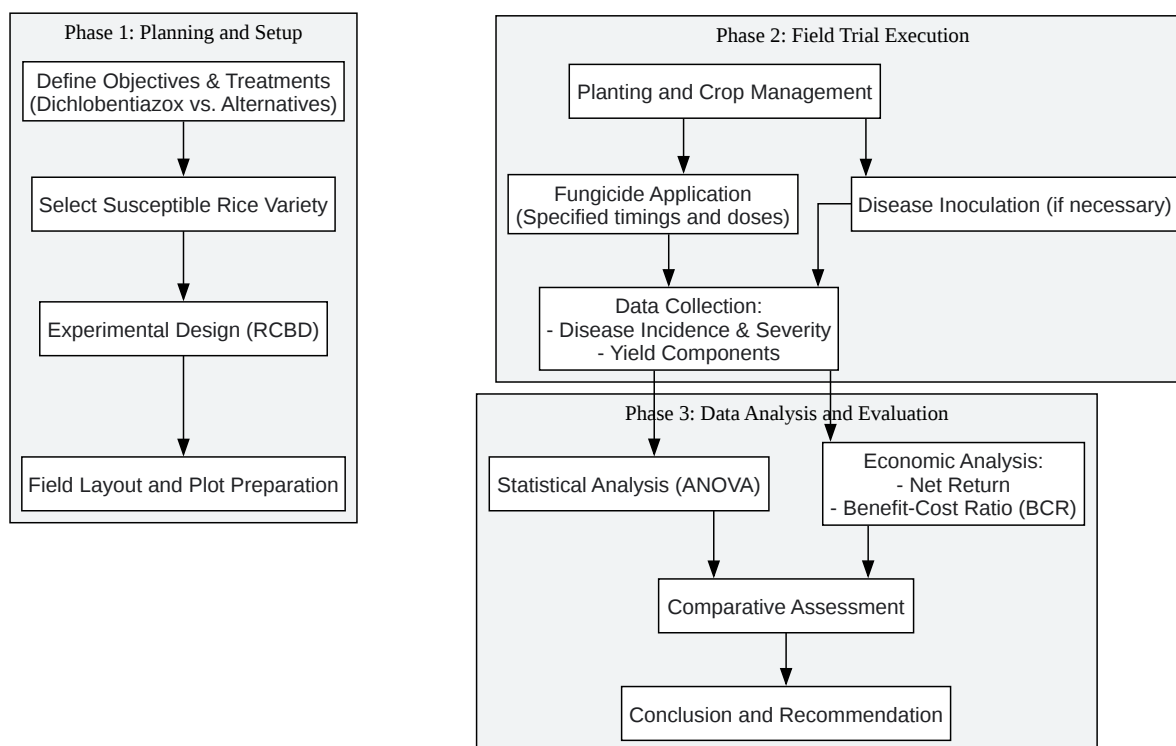 Phase 1: Planning and Setup
Define Objectives & Treatments
(Dichlobentiazox vs. Alternatives)
Select Susceptible Rice Variety
Experimental Design (RCBD)
Field Layout and Plot Preparation
Phase 2: Field Trial Execution
Planting and Crop Management
Fungicide Application
(Specified timings and doses)
Disease Inoculation (if necessary)
Data Collection:
- Disease Incidence & Severity
- Yield Components
Phase 3: Data Analysis and Evaluation
Statistical Analysis (ANOVA)
Economic Analysis:
- Net Return
- Benefit-Cost Ratio (BCR)
Comparative Assessment
Conclusion and Recommendation